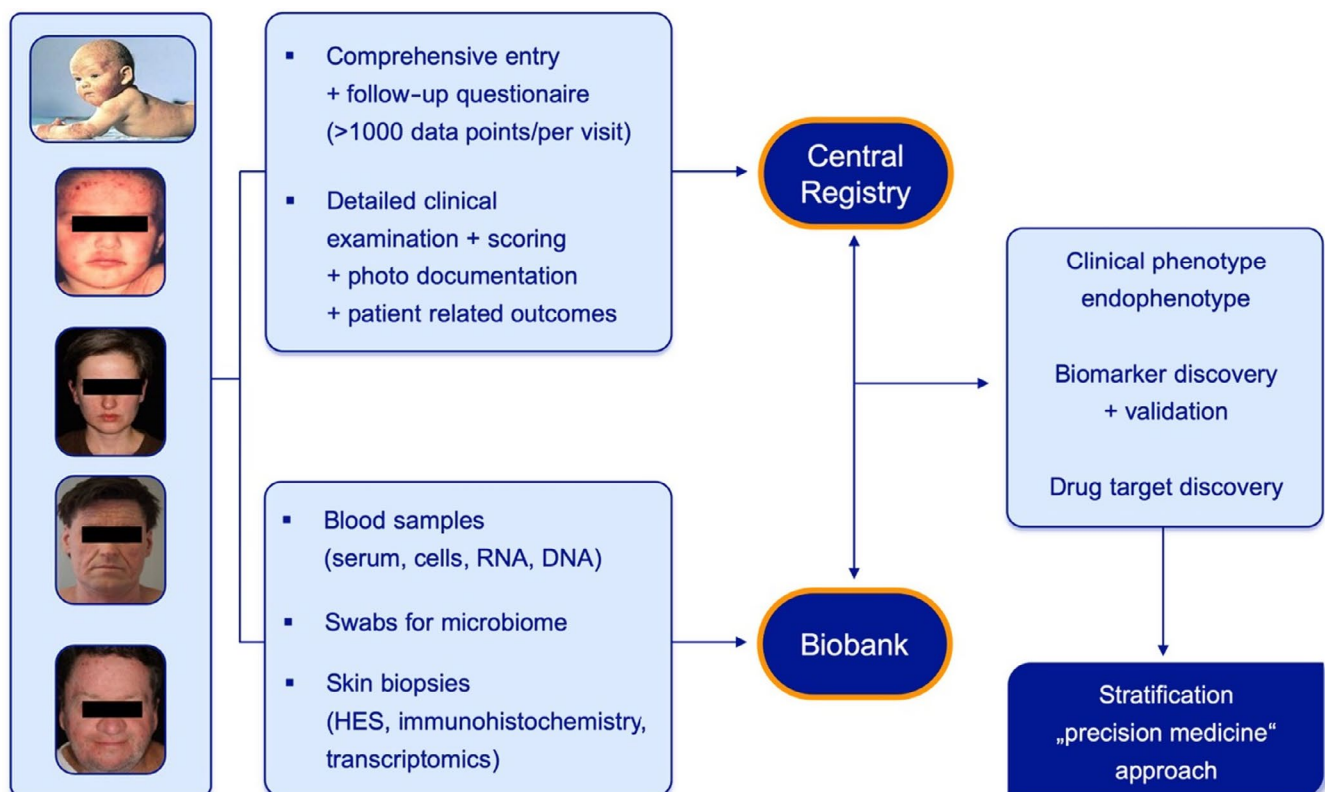 ▪ Comprehensive entry
+ follow-up questionaire
(>1000 data points/per visit)
▪ Detailed clinical
examination + scoring
+ photo documentation
+ patient related outcomes
▪ Blood samples
(serum, cells, RNA, DNA)
▪ Swabs for microbiome
▪ Skin biopsies
(HES, immunohistochemistry,
transcriptomics)
Central
Registry
Biobank
Clinical phenotype
endophenotype
Biomarker discovery
+ validation
Drug target discovery
Stratification
„precision medicine“
approach